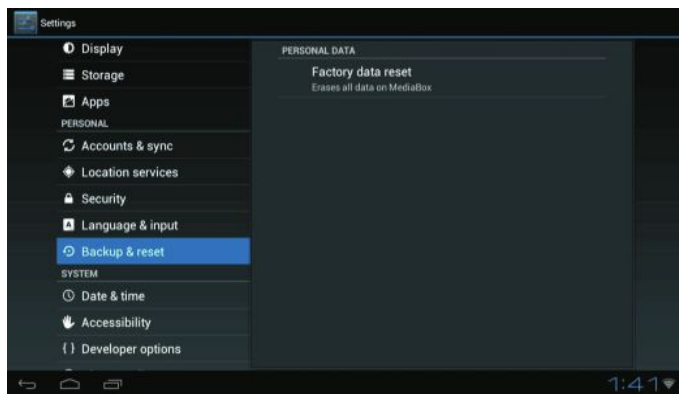 Settings
Display
Storage
Apps
PERSONAL
Accounts & sync
Location services
Security
Language & input
Backup & reset
SYSTEM
Date & time
Accessibility
{ } Developer options
PERSONAL DATA
Factory data reset
Erases all data on MediaBox
1:41